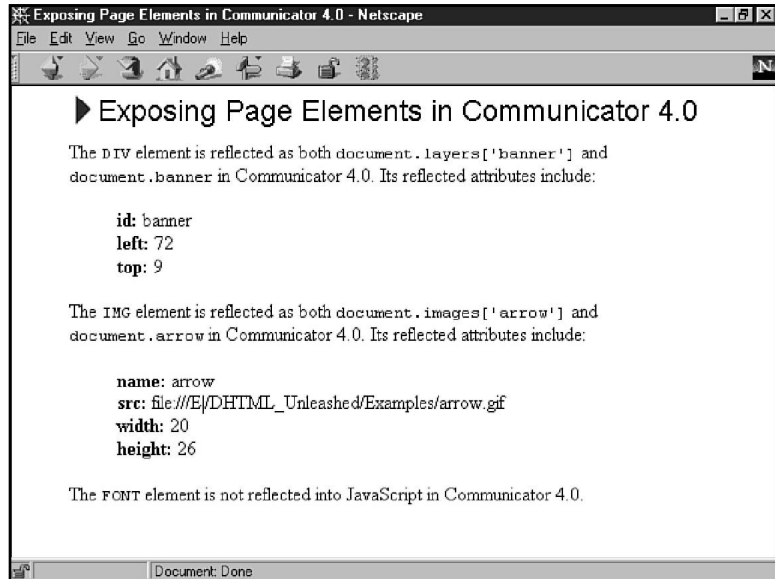 Exposing Page Elements in Communicator 4.0 - Netscape
File Edit View Go Window Help
N
Exposing Page Elements in Communicator 4.0
The DIV element is reflected as both document.layers['banner'] and
document.banner in Communicator 4.0. Its reflected attributes include:
id: banner
left: 72
top: 9
The IMG element is reflected as both document.images['arrow'] and
document.arrow in Communicator 4.0. Its reflected attributes include:
name: arrow
src: file:///E|/DHTML_Unleashed/Examples/arrow.gif
width: 20
height: 26
The FONT element is not reflected into JavaScript in Communicator 4.0.
Document: Done